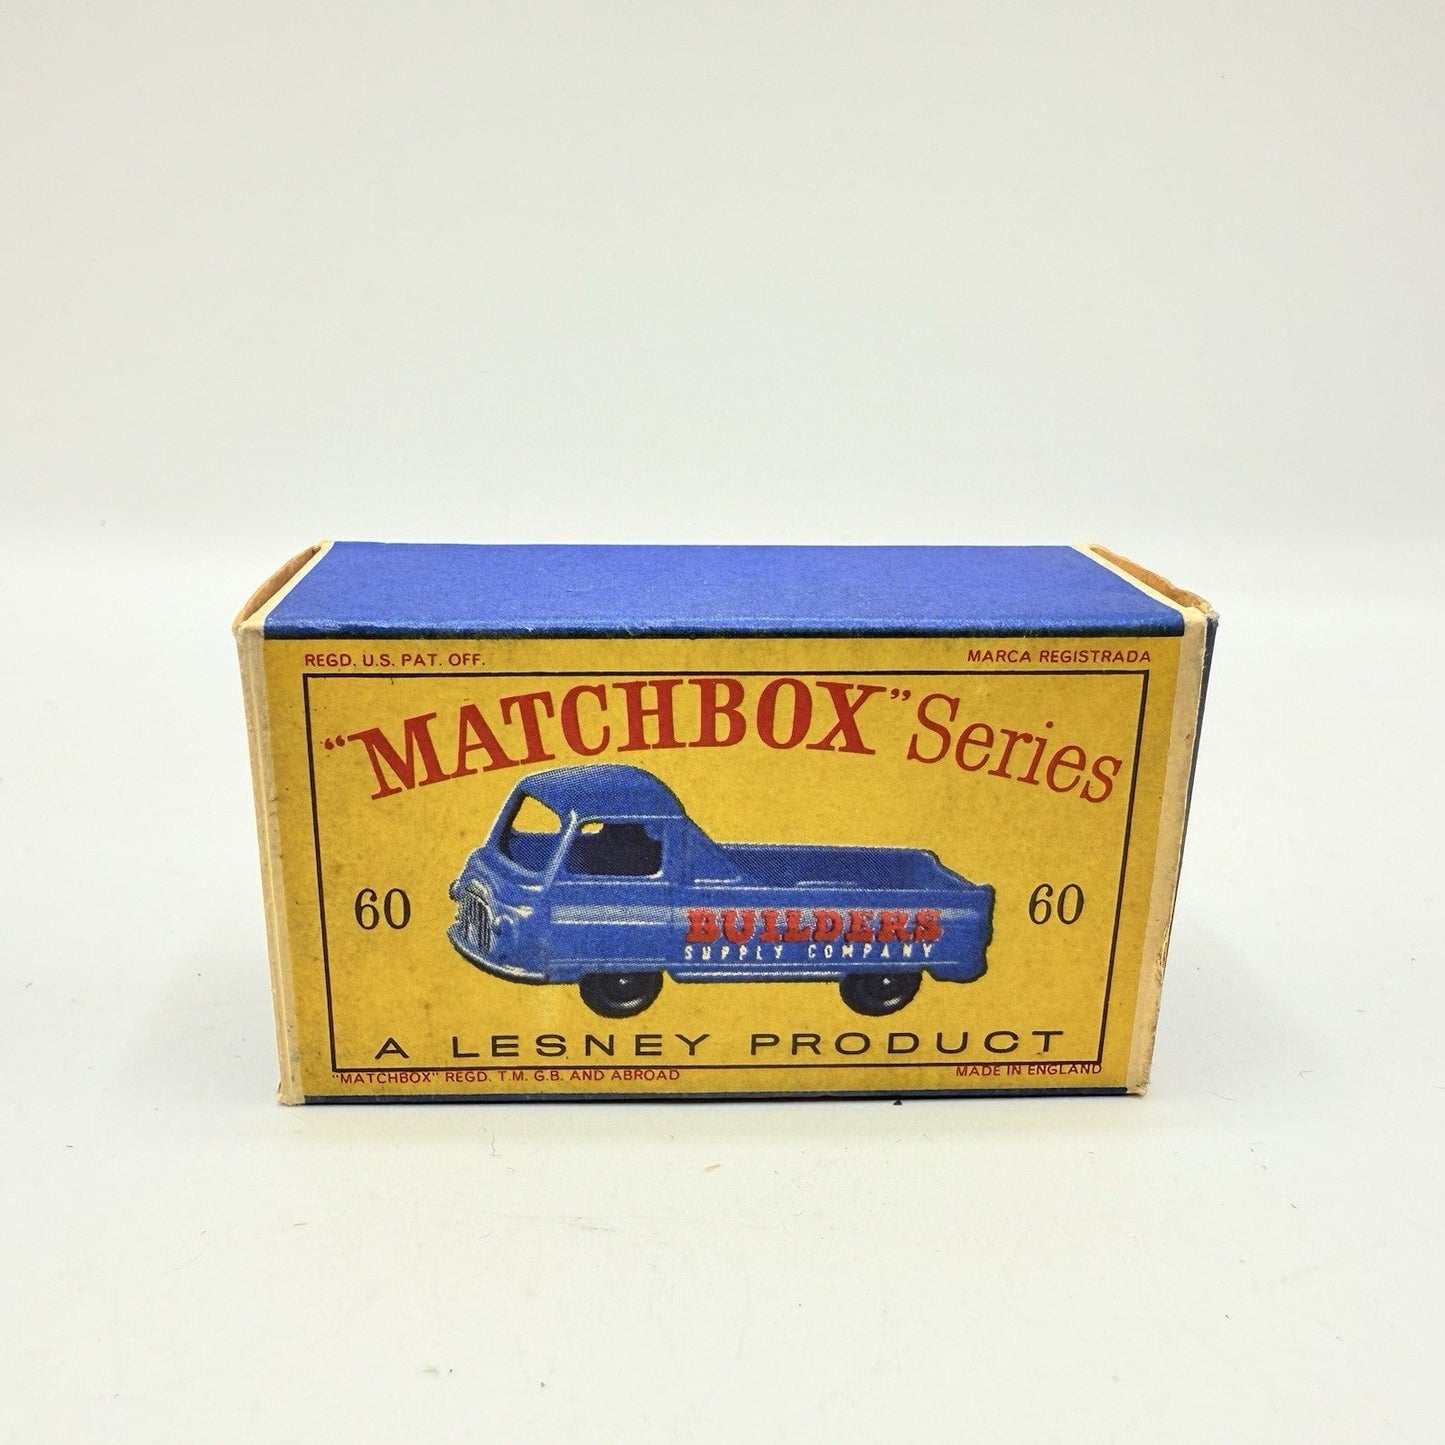 REGD. U.S. PAT. OFF. MARCA REGISTRADA
"MATCHBOX" Series
60 60
BUILDERS
SUPPLY COMPANY
A LESNEY PRODUCT
"MATCHBOX" REGD. T.M. G.B. AND ABROAD MADE IN ENGLAND